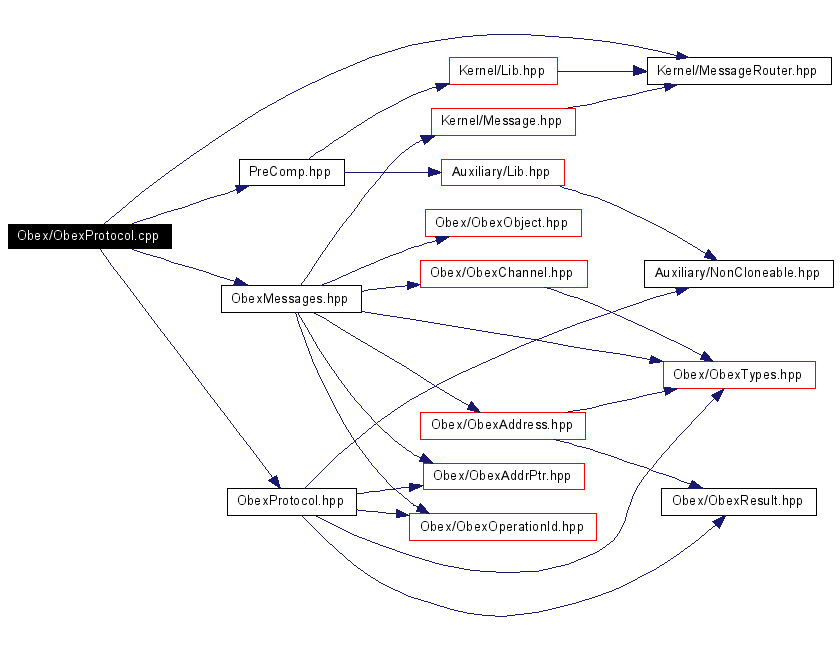 Kernel/Lib.hpp
Kernel/MessageRouter.hpp
Kernel/Message.hpp
PreComp.hpp
Auxiliary/Lib.hpp
Obex/ObexObject.hpp
Obex/ObexProtocol.cpp
Obex/ObexChannel.hpp
Auxiliary/NonCloneable.hpp
ObexMessages.hpp
Obex/ObexTypes.hpp
Obex/ObexAddress.hpp
Obex/ObexAddrPtr.hpp
ObexProtocol.hpp
Obex/ObexResult.hpp
Obex/ObexOperationId.hpp